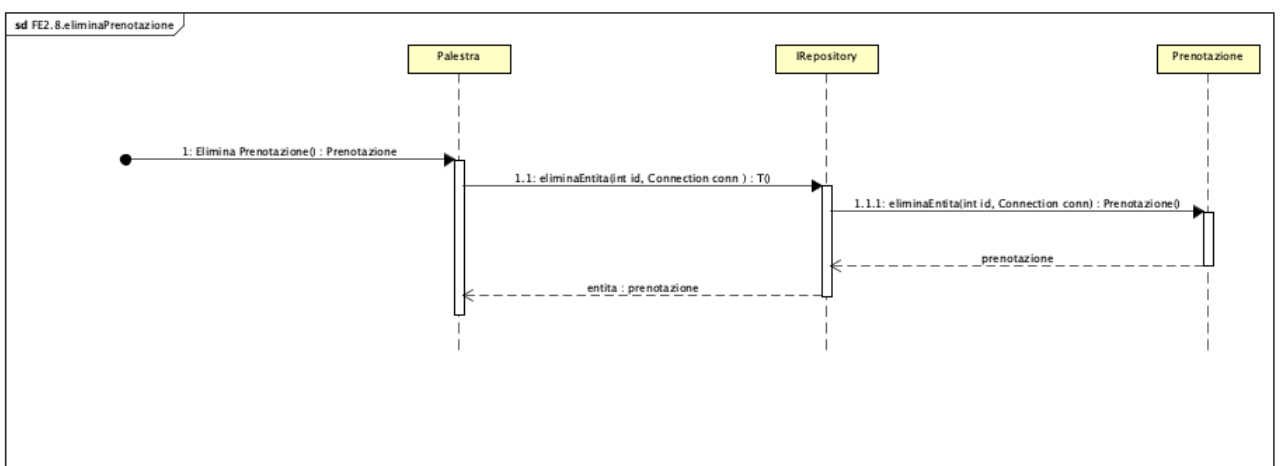 sd FE2.8.eliminaPrenotazione
Palestra
IRepository
Prenotazione
1: Elimina Prenotazione() : Prenotazione
1.1: eliminaEntita(int id, Connection conn ) : T()
1.1.1: eliminaEntita(int id, Connection conn) : Prenotazione()
prenotazione
entita : prenotazione